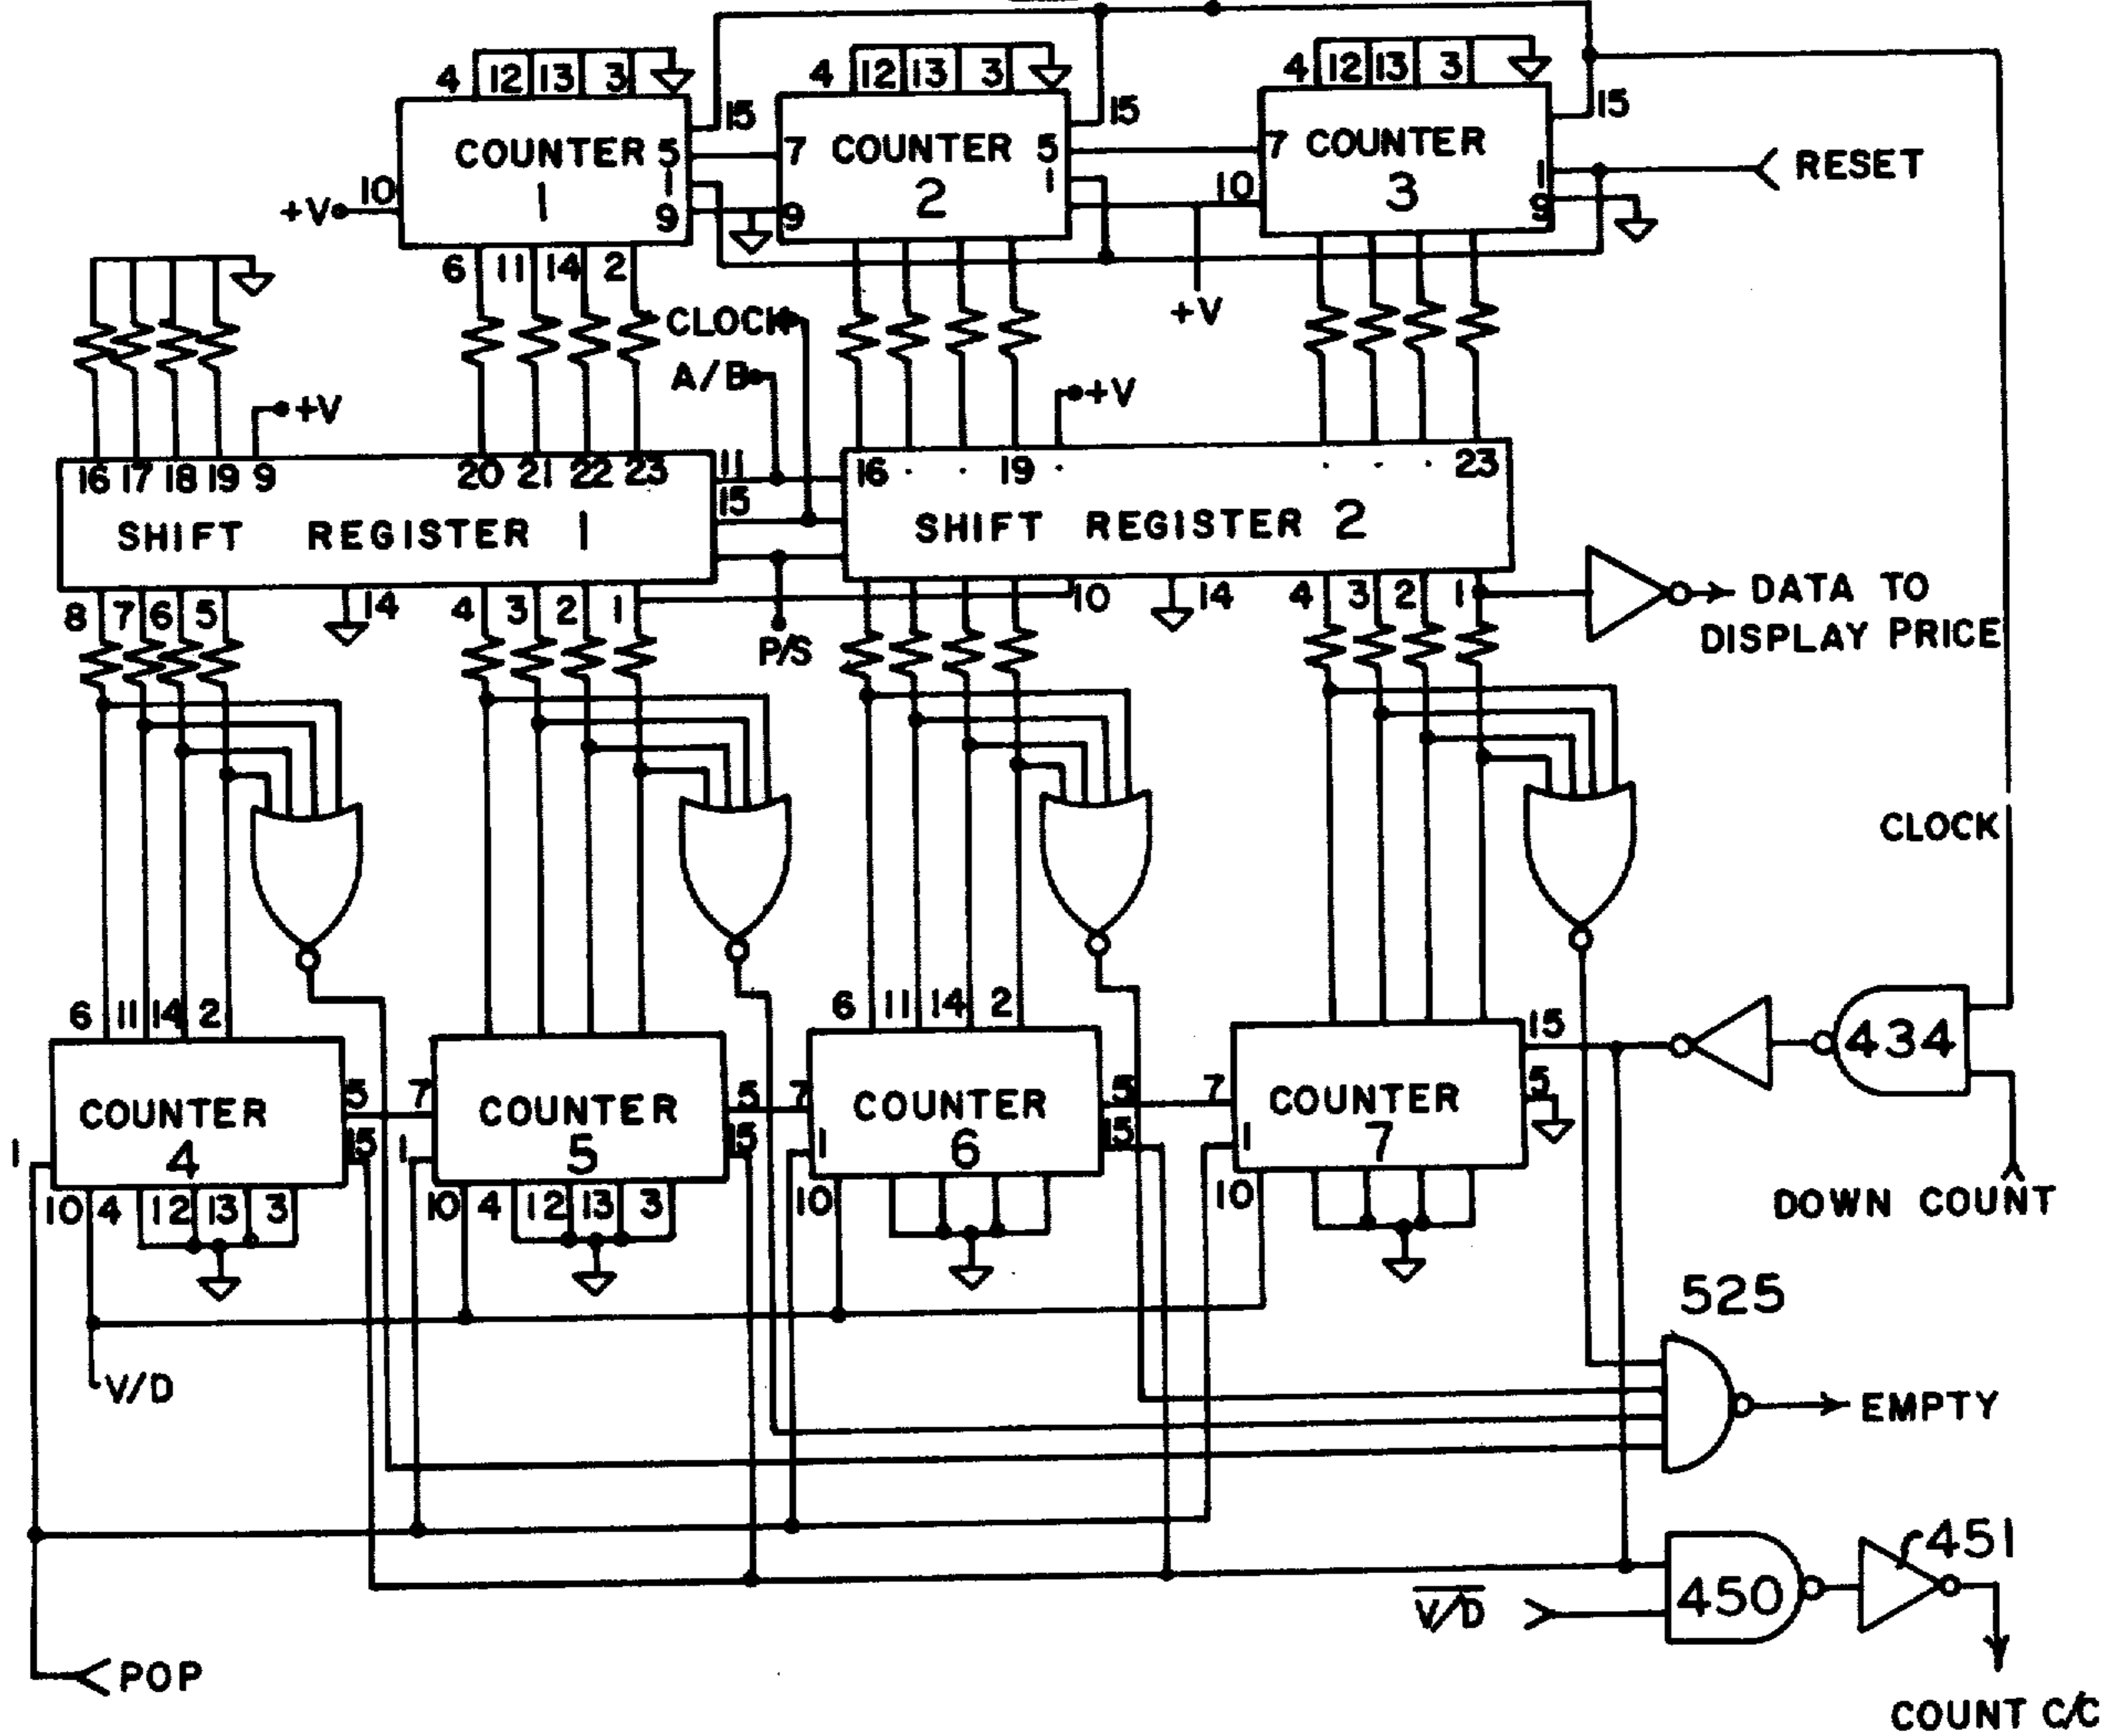 4 12 13 3
4 12 13 3
4 12 13 3
15
15
15
COUNTER 5
1
1
9
10
+V
7 COUNTER 5
2
1
9
7 COUNTER
3
10
1
9
RESET
6 11 14 2
+V
CLOCK
A/B
+V
+V
16 17 18 19 9
20 21 22 23
11
15
16 19 23
SHIFT REGISTER 1
SHIFT REGISTER 2
8 7 6 5
14
4 3 2 1
P/S
10
14
4 3 2 1
DATA TO
DISPLAY PRICE
CLOCK
6 11 14 2
6 11 14 2
15
434
COUNTER
4
5
15
1
7
COUNTER
5
5
15
1
7
COUNTER
6
5
15
1
7
COUNTER
7
5
1
10 4 12 13 3
10 4 12 13 3
10
10
DOWN COUNT
V/D
525
EMPTY
V/D
450
451
POP
COUNT C/C